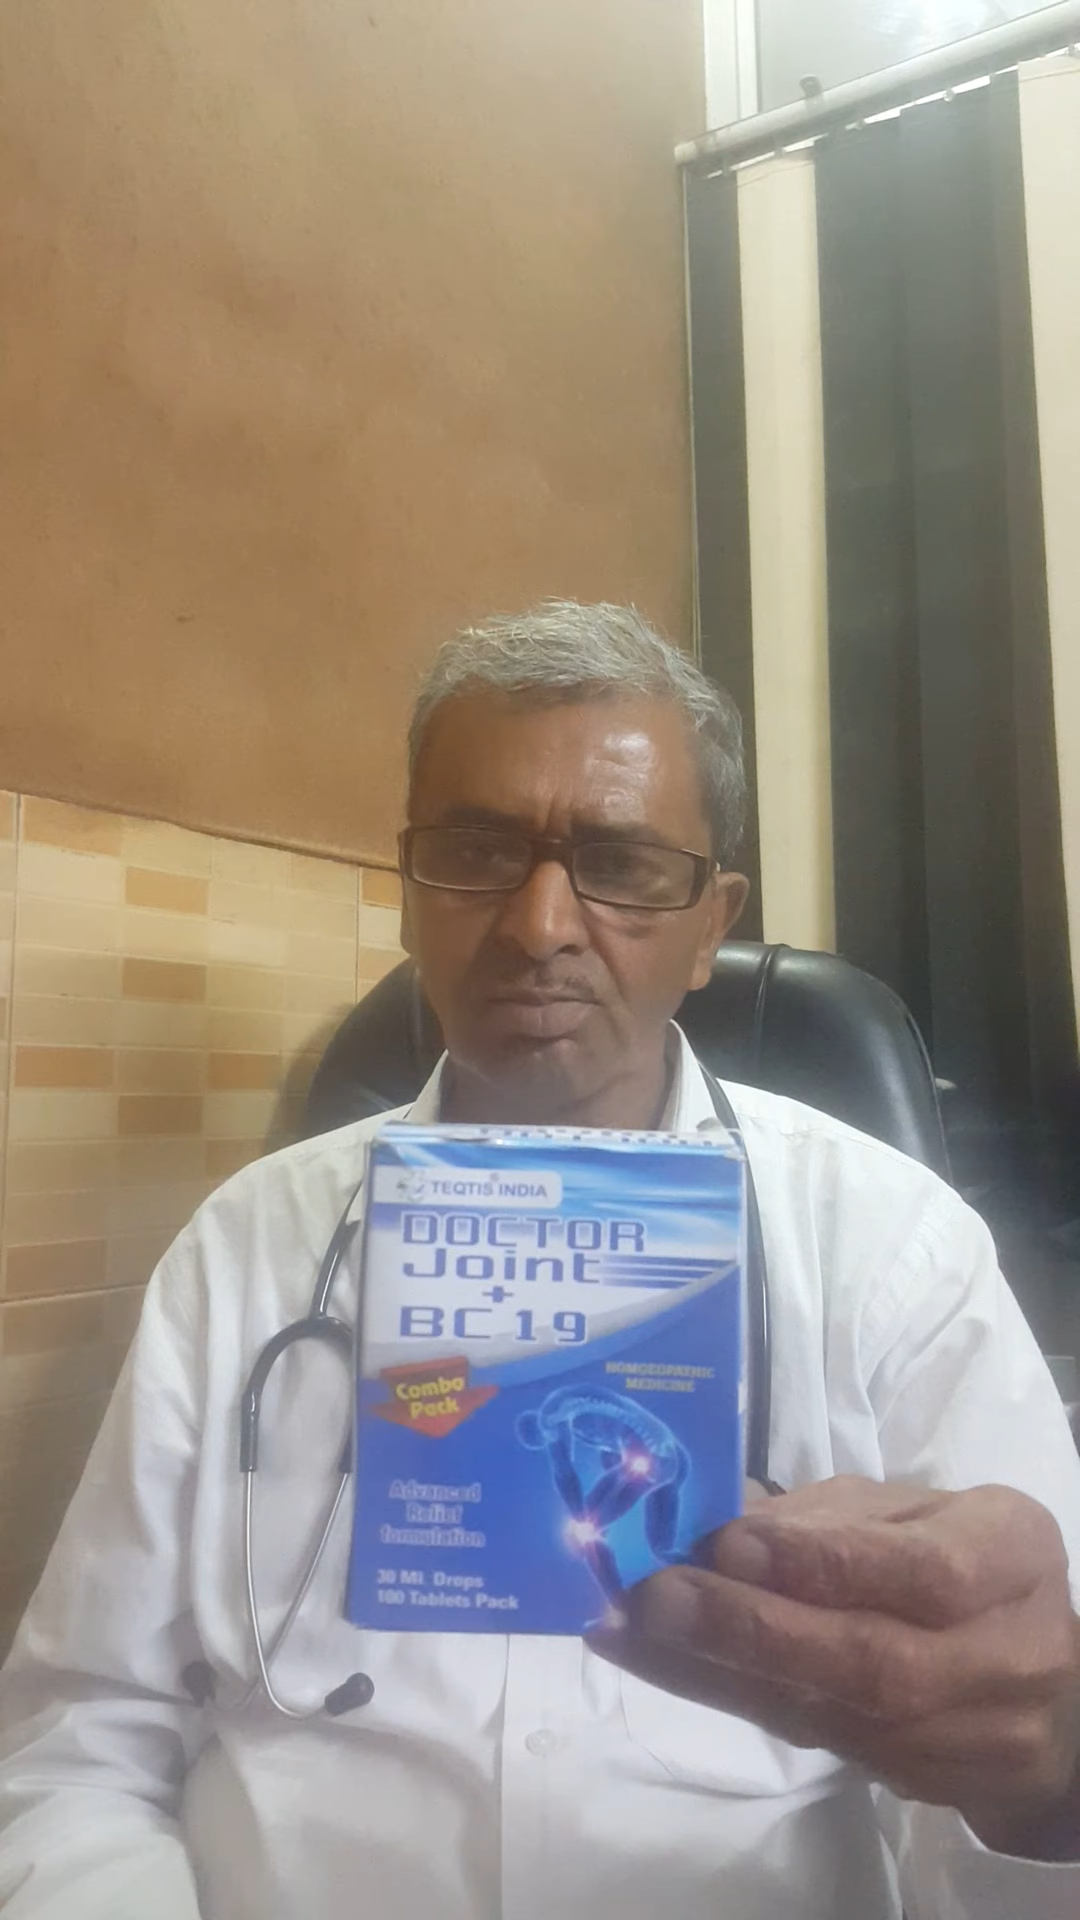 TEQTIS® INDIA
DOCTOR
Joint
+
BC 19
HOMOEOPATHIC
MEDICINE
Combo
Pack
Advanced
Relief
formulation
30 Ml. Drops
100 Tablets Pack